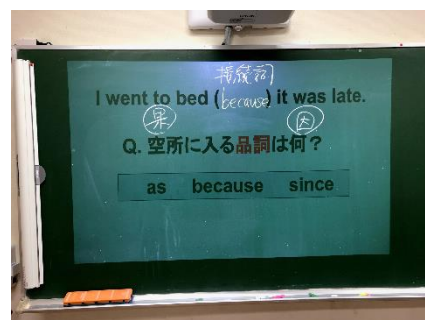 接続詞
I went to bed (because) it was late.
果 因
Q. 空所に入る品詞は何？
as because since